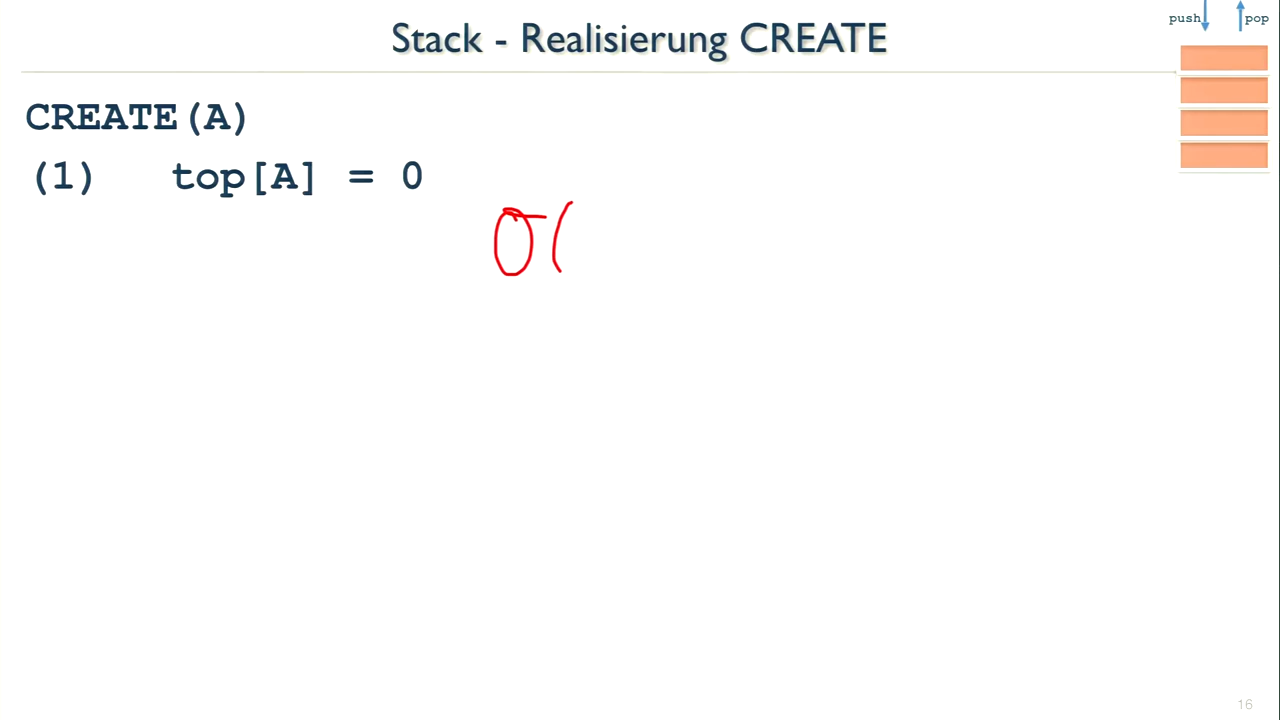 Stack - Realisierung CREATE
push pop
CREATE(A)
(1) top[A] = 0
O(
16